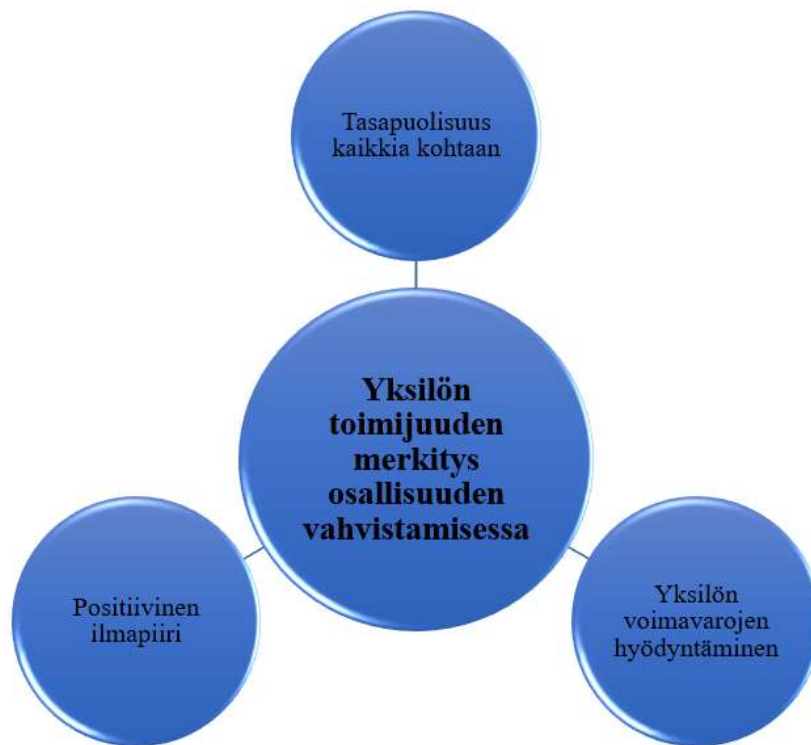 Tasapuolisuus
kaikkia kohtaan
Yksilön
toimijuuden
merkitys
osallisuuden
vahvistamisessa
Positiivinen
ilmapiiri
Yksilön
voimavarojen
hyödyntäminen